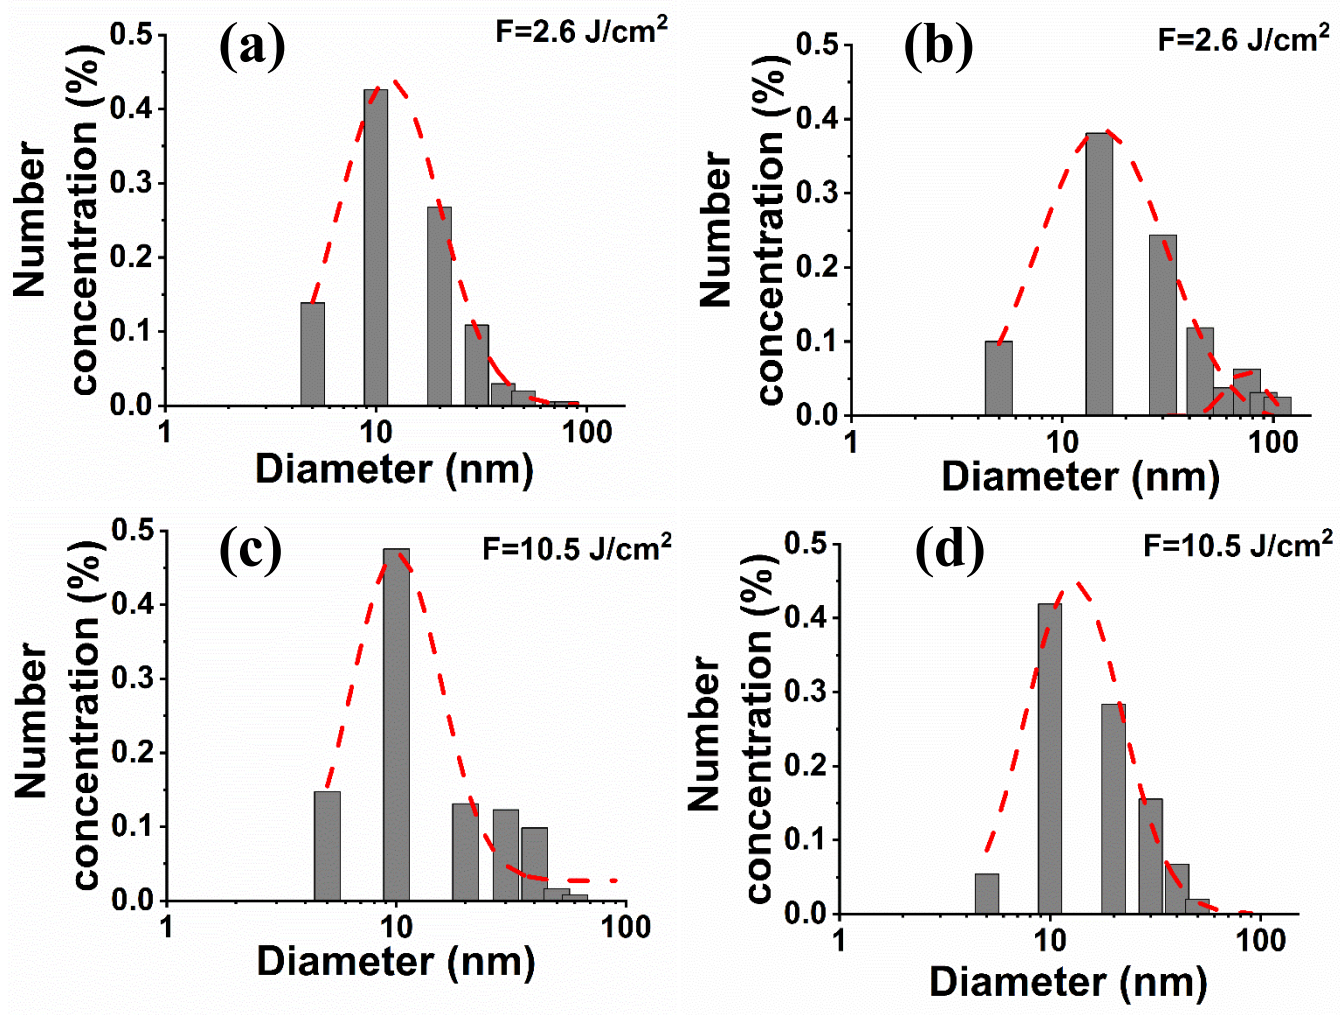 (a)
F=2.6 J/cm²
Number
concentration (%)
0.5
0.4
0.3
0.2
0.1
0.0
1
10
100
Diameter (nm)
(b)
F=2.6 J/cm²
Number
concentration (%)
0.5
0.4
0.3
0.2
0.1
0.0
1
10
100
Diameter (nm)
(c)
F=10.5 J/cm²
Number
concentration (%)
0.5
0.4
0.3
0.2
0.1
0.0
1
10
100
Diameter (nm)
(d)
F=10.5 J/cm²
Number
concentration (%)
0.5
0.4
0.3
0.2
0.1
0.0
1
10
100
Diameter (nm)